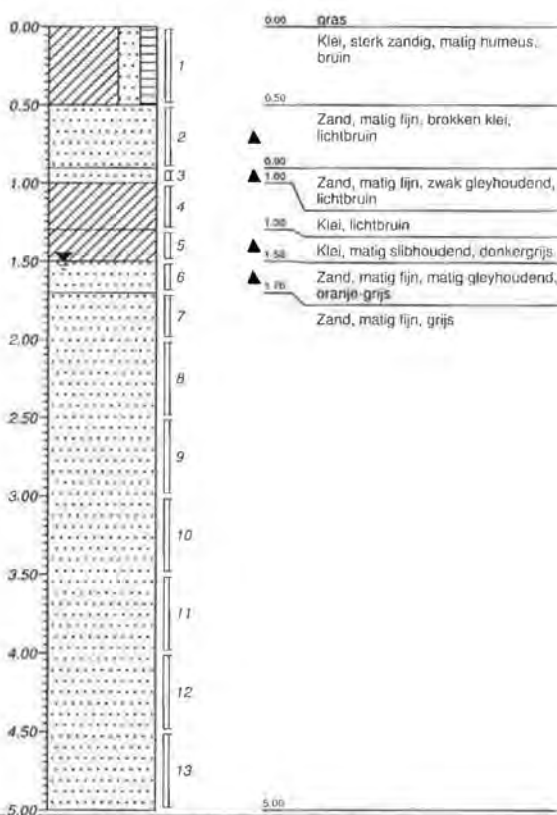 0.00
0.50
1.00
1.50
2.00
2.50
3.00
3.50
4.00
4.50
5.00
1
2
3
4
5
6
7
8
9
10
11
12
13
0.00 gras
Klei, sterk zandig, matig humeus,
bruin
0.50
Zand, matig fijn, brokken klei,
lichtbruin
0.90
1.00 Zand, matig fijn, zwak gleyhoudend,
lichtbruin
1.30 Klei, lichtbruin
Klei, matig slibhoudend, donkergrijs
Zand, matig fijn, matig gleyhoudend,
oranje-grijs
Zand, matig fijn, grijs
5.00